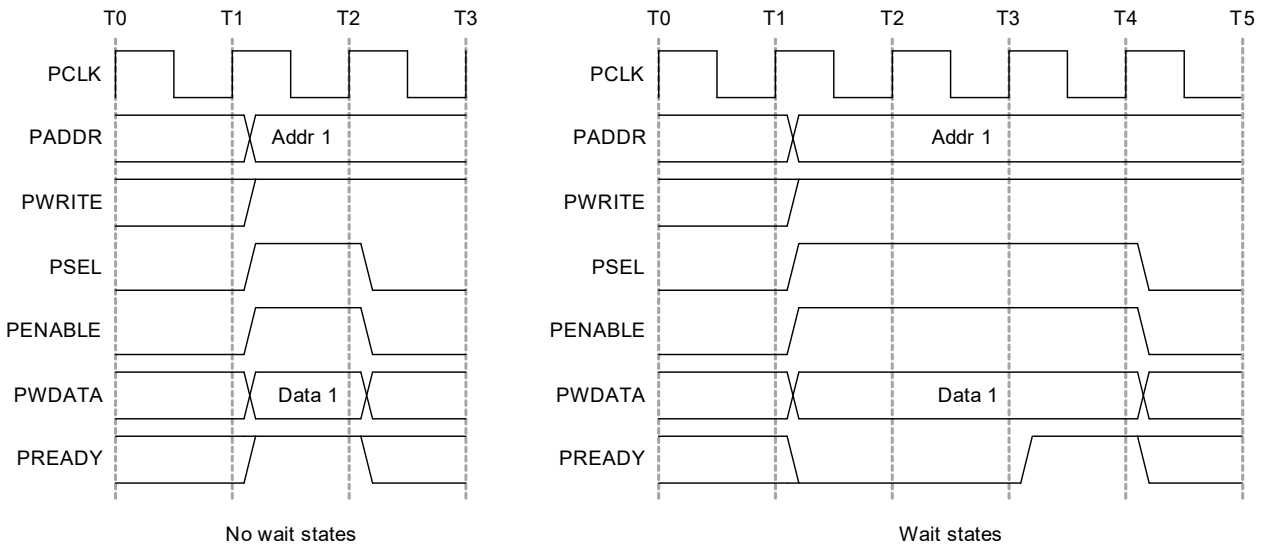 T0 T1 T2 T3
PCLK
PADDR Addr 1
PWRITE
PSEL
PENABLE
PWDATA Data 1
PREADY
No wait states
T0 T1 T2 T3 T4 T5
PCLK
PADDR Addr 1
PWRITE
PSEL
PENABLE
PWDATA Data 1
PREADY
Wait states